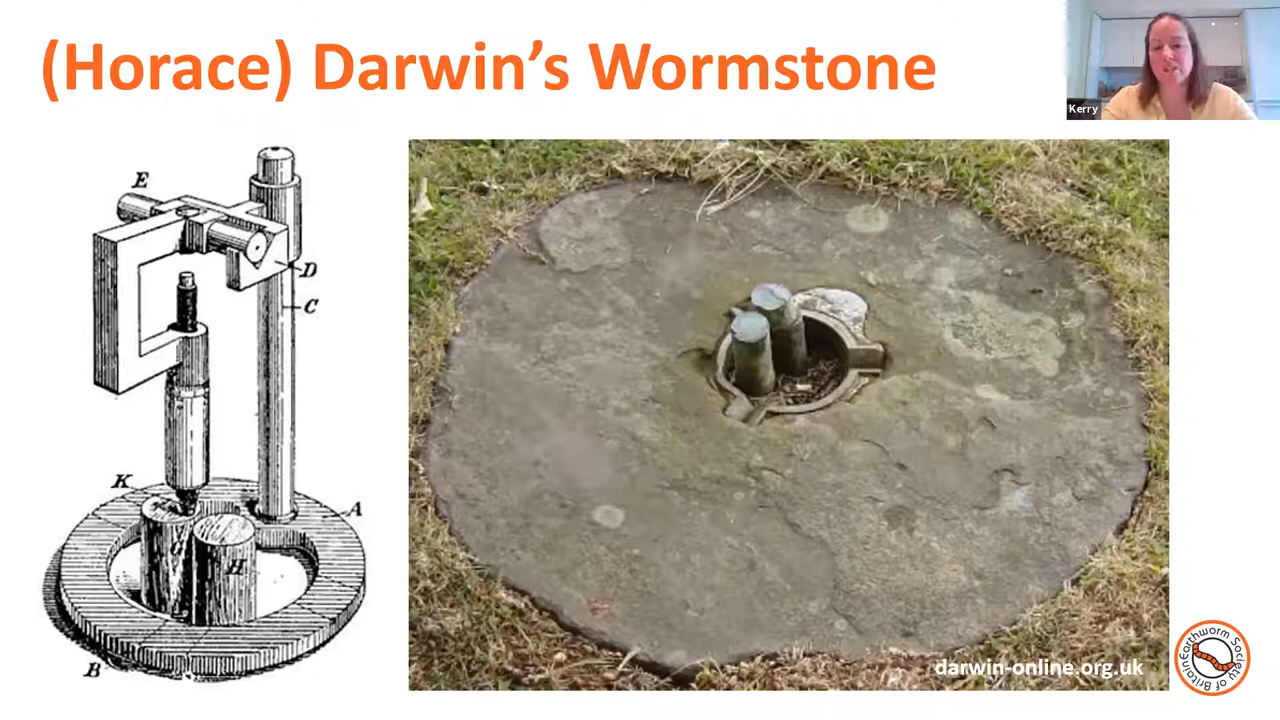 (Horace) Darwin's Wormstone
Kerry
E
D
C
K
A
H
B
darwin-online.org.uk
Earthworm Society of Britain